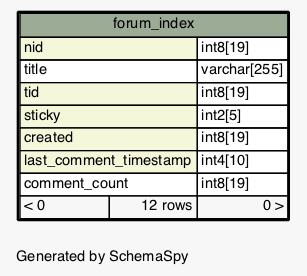 forum_index
nid int8[19]
title varchar[255]
tid int8[19]
sticky int2[5]
created int8[19]
last_comment_timestamp int4[10]
comment_count int8[19]
< 0 12 rows 0 >
Generated by SchemaSpy